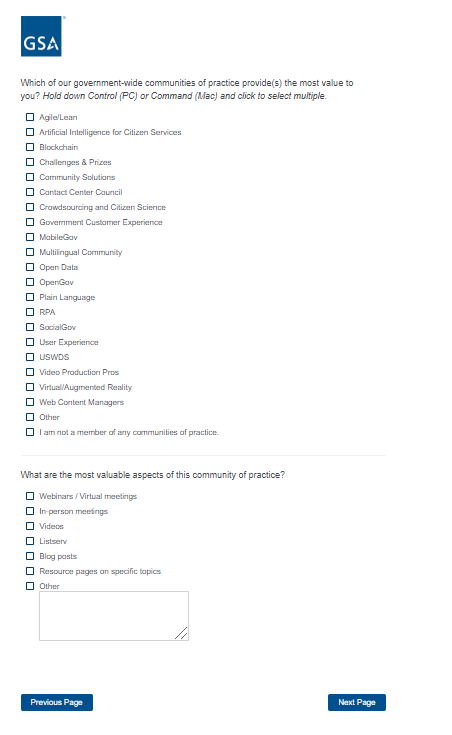 GSA
Which of our government-wide communities of practice provide(s) the most value to
you? Hold down Control (PC) or Command (Mac) and click to select multiple.
Agile/Lean
Artificial Intelligence for Citizen Services
Blockchain
Challenges & Prizes
Community Solutions
Contact Center Council
Crowdsourcing and Citizen Science
Government Customer Experience
MobileGov
Multilingual Community
Open Data
OpenGov
Plain Language
RPA
SocialGov
User Experience
USWDS
Video Production Pros
Virtual/Augmented Reality
Web Content Managers
Other
I am not a member of any communities of practice.
What are the most valuable aspects of this community of practice?
Webinars / Virtual meetings
In-person meetings
Videos
Listserv
Blog posts
Resource pages on specific topics
Other
Previous Page
Next Page